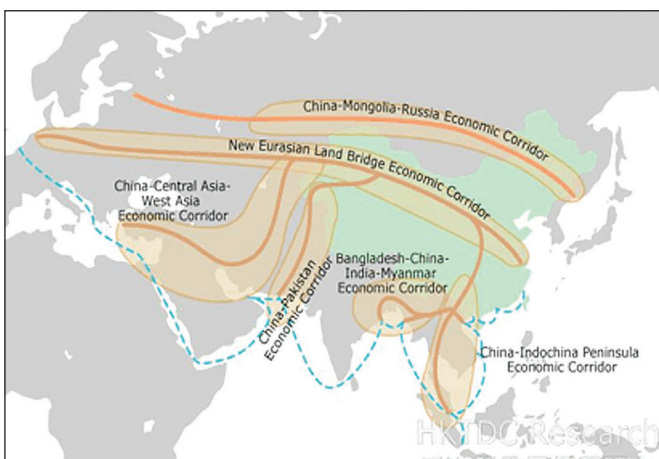 China-Mongolia-Russia Economic Corridor
New Eurasian Land Bridge Economic Corridor
China-Central Asia-
West Asia
Economic Corridor
China-Pakistan
Economic Corridor
Bangladesh-China-
India-Myanmar
Economic Corridor
China-Indochina Peninsula
Economic Corridor
HKTDC Research